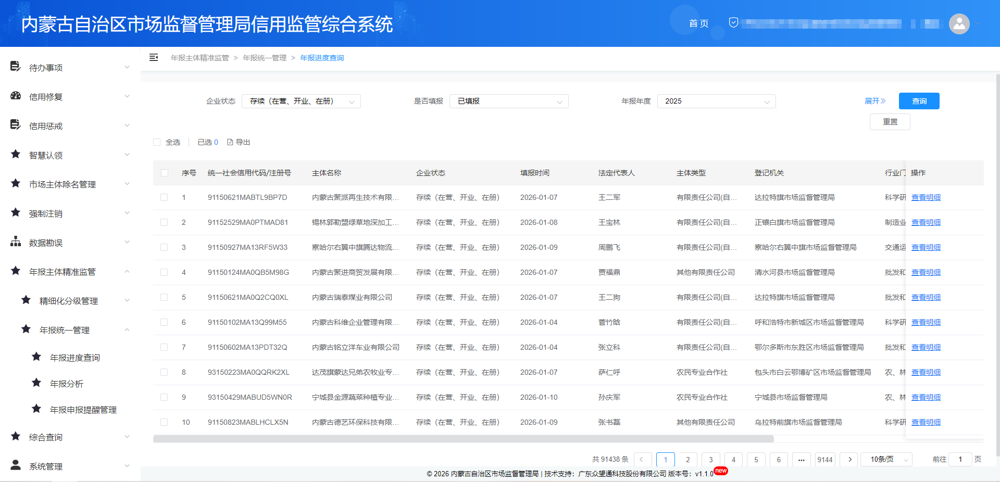 内蒙古自治区市场监督管理局信用监管综合系统
首页
年报主体精准监管 > 年报统一管理 > 年报进度查询
待办事项
信用修复
信用惩戒
智慧认领
市场主体除名管理
强制注销
数据勘误
年报主体精准监管
精细化分级管理
年报统一管理
年报进度查询
年报分析
年报申报提醒管理
综合查询
系统管理
企业状态 存续（在营、开业、在册） 是否填报 已填报 年报年度 2025 展开 查询
重置
全选 已选 0 导出
序号 统一社会信用代码/注册号 主体名称 企业状态 填报时间 法定代表人 主体类型 登记机关 行业门 操作
1 91150621MABTL9BP7D 内蒙古聚派再生技术有限... 存续（在营、开业、在册） 2026-01-07 王二军 有限责任公司(自... 达拉特旗市场监督管理局 科学研 查看明细
2 91152529MA0PTMAD81 锡林郭勒盟绿草地深加工... 存续（在营、开业、在册） 2026-01-08 王宝林 有限责任公司(自... 正镶白旗市场监督管理局 制造业 查看明细
3 91150927MA13RF5W33 察哈尔右翼中旗腾达物流... 存续（在营、开业、在册） 2026-01-09 周鹏飞 有限责任公司(自... 察哈尔右翼中旗市场监督管理局 交通运 查看明细
4 91150124MA0QB5M98G 内蒙古聚进商贸发展有限... 存续（在营、开业、在册） 2026-01-07 贾福鼎 其他有限责任公司 清水河县市场监督管理局 批发和 查看明细
5 91150621MA0Q2CQ0XL 内蒙古瑞泰煤业有限公司 存续（在营、开业、在册） 2026-01-07 王二狗 有限责任公司(自... 达拉特旗市场监督管理局 批发和 查看明细
6 91150102MA13Q99M55 内蒙古科维企业管理有限... 存续（在营、开业、在册） 2026-01-04 菅竹晗 有限责任公司(自... 呼和浩特市新城区市场监督管理局 科学研 查看明细
7 91150602MA13PDT32Q 内蒙古铭立洋车业有限公司 存续（在营、开业、在册） 2026-01-04 张立科 有限责任公司(自... 鄂尔多斯市东胜区市场监督管理局 批发和 查看明细
8 93150223MA0QQRK2XL 达茂旗蒙达兄弟农牧业专... 存续（在营、开业、在册） 2026-01-07 萨仁呼 农民专业合作社 包头市白云鄂博矿区市场监督管理局 农、林 查看明细
9 93150429MABUD5WN0R 宁城县金源蔬菜种植专业... 存续（在营、开业、在册） 2026-01-10 孙庆军 农民专业合作社 宁城县市场监督管理局 农、林 查看明细
10 91150823MABLHCLX5N 内蒙古德艺环保科技有限... 存续（在营、开业、在册） 2026-01-09 张书磊 其他有限责任公司 乌拉特前旗市场监督管理局 科学研 查看明细
共 91438 条 1 2 3 4 5 6 ... 9144 10条/页 前往 1 页
© 2026 内蒙古自治区市场监督管理局 | 技术支持：广东众望通科技股份有限公司 版本号：v1.1.0 new